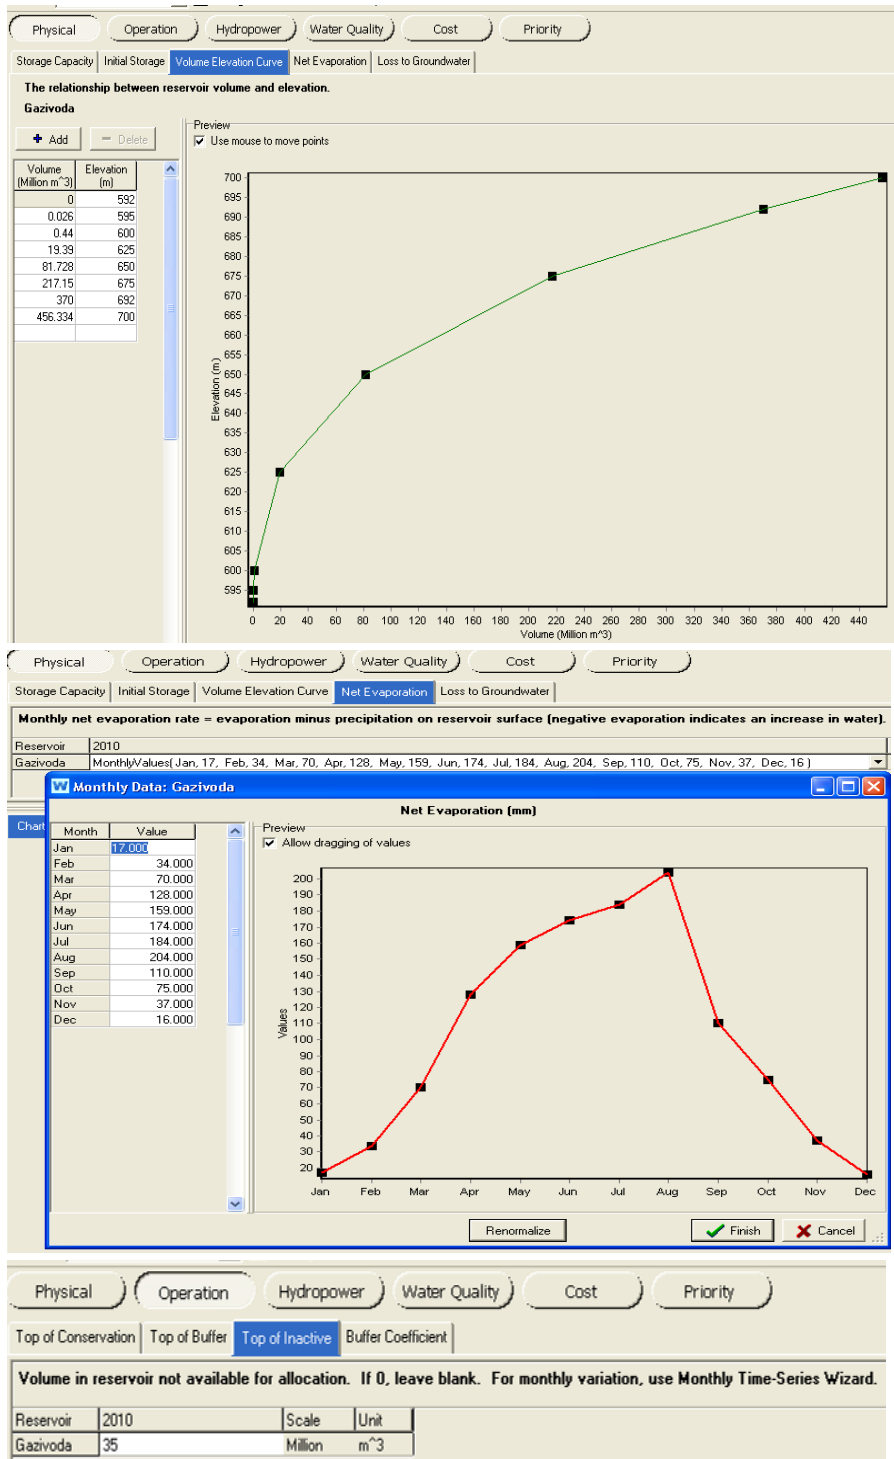 Physical Operation Hydropower Water Quality Cost Priority
Storage Capacity Initial Storage Volume Elevation Curve Net Evaporation Loss to Groundwater
The relationship between reservoir volume and elevation.
Gazivoda
+ Add − Delete
Preview
Use mouse to move points
Volume (Million m^3) Elevation (m)
0 592
0.026 595
0.44 600
19.39 625
81.728 650
217.15 675
370 692
456.334 700
700
695
690
685
680
675
670
665
660
655
650
645
640
635
630
625
620
615
610
605
600
595
Elevation (m)
0 20 40 60 80 100 120 140 160 180 200 220 240 260 280 300 320 340 360 380 400 420 440
Volume (Million m^3)
Physical Operation Hydropower Water Quality Cost Priority
Storage Capacity Initial Storage Volume Elevation Curve Net Evaporation Loss to Groundwater
Monthly net evaporation rate = evaporation minus precipitation on reservoir surface (negative evaporation indicates an increase in water).
Reservoir 2010
Gazivoda MonthlyValues( Jan, 17, Feb, 34, Mar, 70, Apr, 128, May, 159, Jun, 174, Jul, 184, Aug, 204, Sep, 110, Oct, 75, Nov, 37, Dec, 16 )
Chart
W Monthly Data: Gazivoda
Net Evaporation (mm)
Month Value
Jan 17.000
Feb 34.000
Mar 70.000
Apr 128.000
May 159.000
Jun 174.000
Jul 184.000
Aug 204.000
Sep 110.000
Oct 75.000
Nov 37.000
Dec 16.000
Preview
Allow dragging of values
200
190
180
170
160
150
140
130
120
110
100
90
80
70
60
50
40
30
20
Values
Jan Feb Mar Apr May Jun Jul Aug Sep Oct Nov Dec
Renormalize Finish Cancel
Physical Operation Hydropower Water Quality Cost Priority
Top of Conservation Top of Buffer Top of Inactive Buffer Coefficient
Volume in reservoir not available for allocation. If 0, leave blank. For monthly variation, use Monthly Time-Series Wizard.
Reservoir 2010 Scale Unit
Gazivoda 35 Million m^3